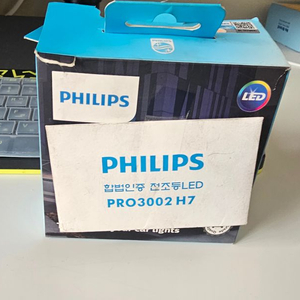 PHILIPS
LED
PHILIPS
합법인증 전조등LED
PRO3002 H7
car lights